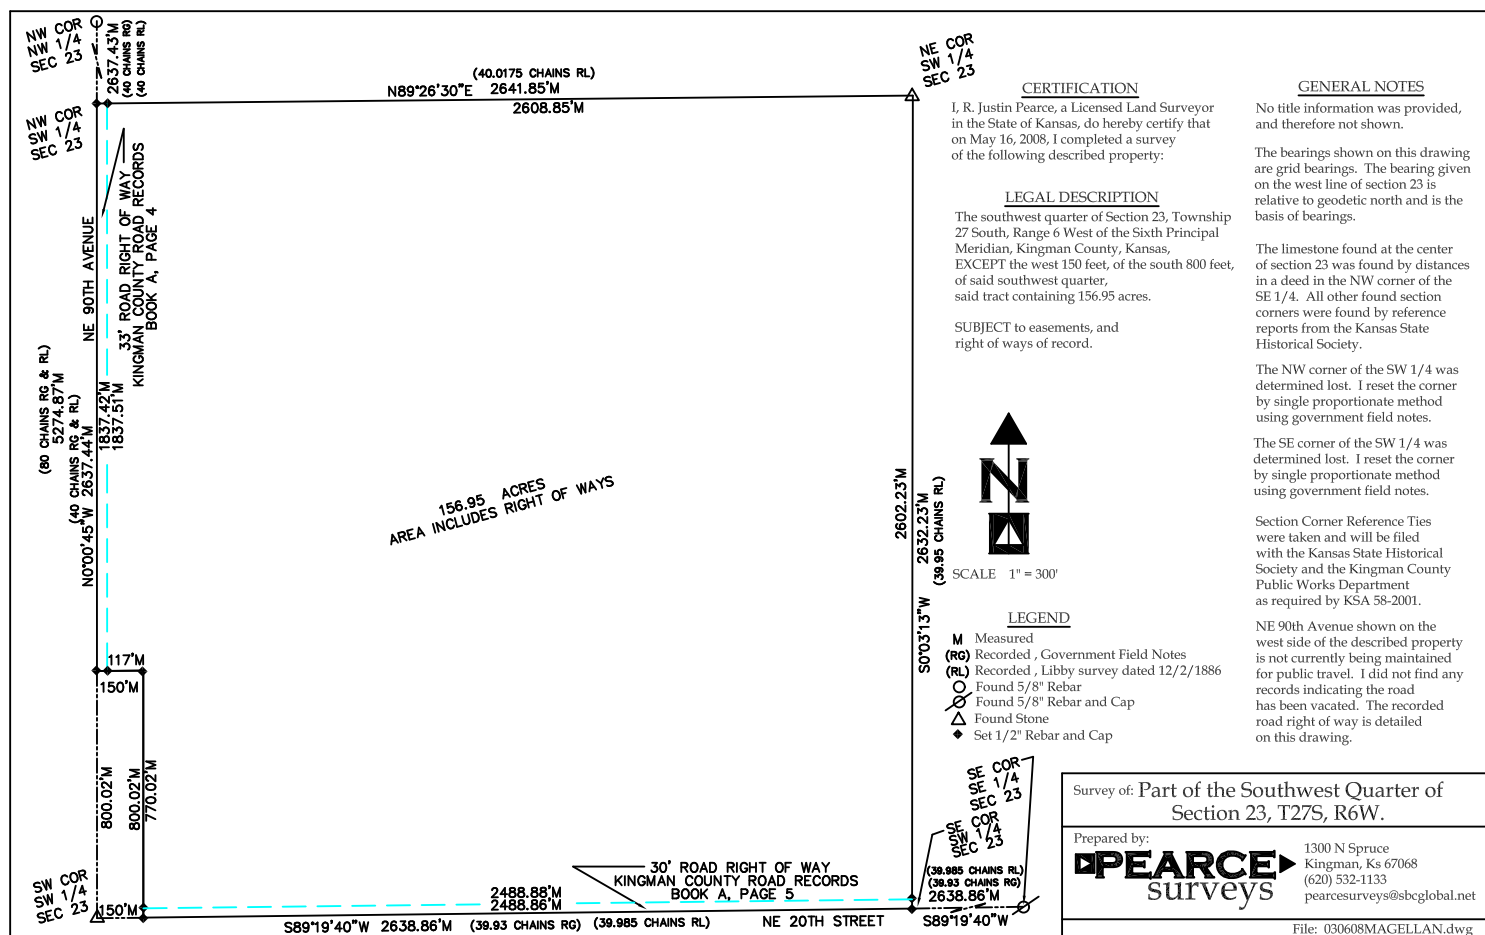 NW COR
NW 1/4
SEC 23
2637.43'M
(40 CHAINS RG)
(40 CHAINS RL)
NW COR
SW 1/4
SEC 23
(40.0175 CHAINS RL)
N89°26'30"E 2641.85'M
2608.85'M
NE COR
SW 1/4
SEC 23
NE 90TH AVENUE
33' ROAD RIGHT OF WAY
KINGMAN COUNTY ROAD RECORDS
BOOK A, PAGE 4
(80 CHAINS RG & RL)
5274.87'M
(40 CHAINS RG & RL)
N0°00'45"W 2637.44'M
1837.42'M
1837.51'M
156.95 ACRES
AREA INCLUDES RIGHT OF WAYS
2602.23'M
S0°03'13"W 2632.23'M
(39.95 CHAINS RL)
117'M
150'M
800.02'M
800.02'M
770.02'M
SW COR
SW 1/4
SEC 23
150'M
30' ROAD RIGHT OF WAY
KINGMAN COUNTY ROAD RECORDS
BOOK A, PAGE 5
2488.88'M
2488.86'M
S89°19'40"W 2638.86'M (39.93 CHAINS RG) (39.985 CHAINS RL) NE 20TH STREET
SE COR
SE 1/4
SEC 23
SE COR
SW 1/4
SEC 23
(39.985 CHAINS RL)
(39.93 CHAINS RG)
2638.86'M
S89°19'40"W
CERTIFICATION
I, R. Justin Pearce, a Licensed Land Surveyor
in the State of Kansas, do hereby certify that
on May 16, 2008, I completed a survey
of the following described property:
LEGAL DESCRIPTION
The southwest quarter of Section 23, Township
27 South, Range 6 West of the Sixth Principal
Meridian, Kingman County, Kansas,
EXCEPT the west 150 feet, of the south 800 feet,
of said southwest quarter,
said tract containing 156.95 acres.
SUBJECT to easements, and
right of ways of record.
N
SCALE 1" = 300'
LEGEND
M Measured
(RG) Recorded , Government Field Notes
(RL) Recorded , Libby survey dated 12/2/1886
Found 5/8" Rebar
Found 5/8" Rebar and Cap
Found Stone
Set 1/2" Rebar and Cap
GENERAL NOTES
No title information was provided,
and therefore not shown.
The bearings shown on this drawing
are grid bearings. The bearing given
on the west line of section 23 is
relative to geodetic north and is the
basis of bearings.
The limestone found at the center
of section 23 was found by distances
in a deed in the NW corner of the
SE 1/4. All other found section
corners were found by reference
reports from the Kansas State
Historical Society.
The NW corner of the SW 1/4 was
determined lost. I reset the corner
by single proportionate method
using government field notes.
The SE corner of the SW 1/4 was
determined lost. I reset the corner
by single proportionate method
using government field notes.
Section Corner Reference Ties
were taken and will be filed
with the Kansas State Historical
Society and the Kingman County
Public Works Department
as required by KSA 58-2001.
NE 90th Avenue shown on the
west side of the described property
is not currently being maintained
for public travel. I did not find any
records indicating the road
has been vacated. The recorded
road right of way is detailed
on this drawing.
Survey of: Part of the Southwest Quarter of
Section 23, T27S, R6W.
Prepared by:
PEARCE
surveys
1300 N Spruce
Kingman, Ks 67068
(620) 532-1133
pearcesurveys@sbcglobal.net
File: 030608MAGELLAN.dwg